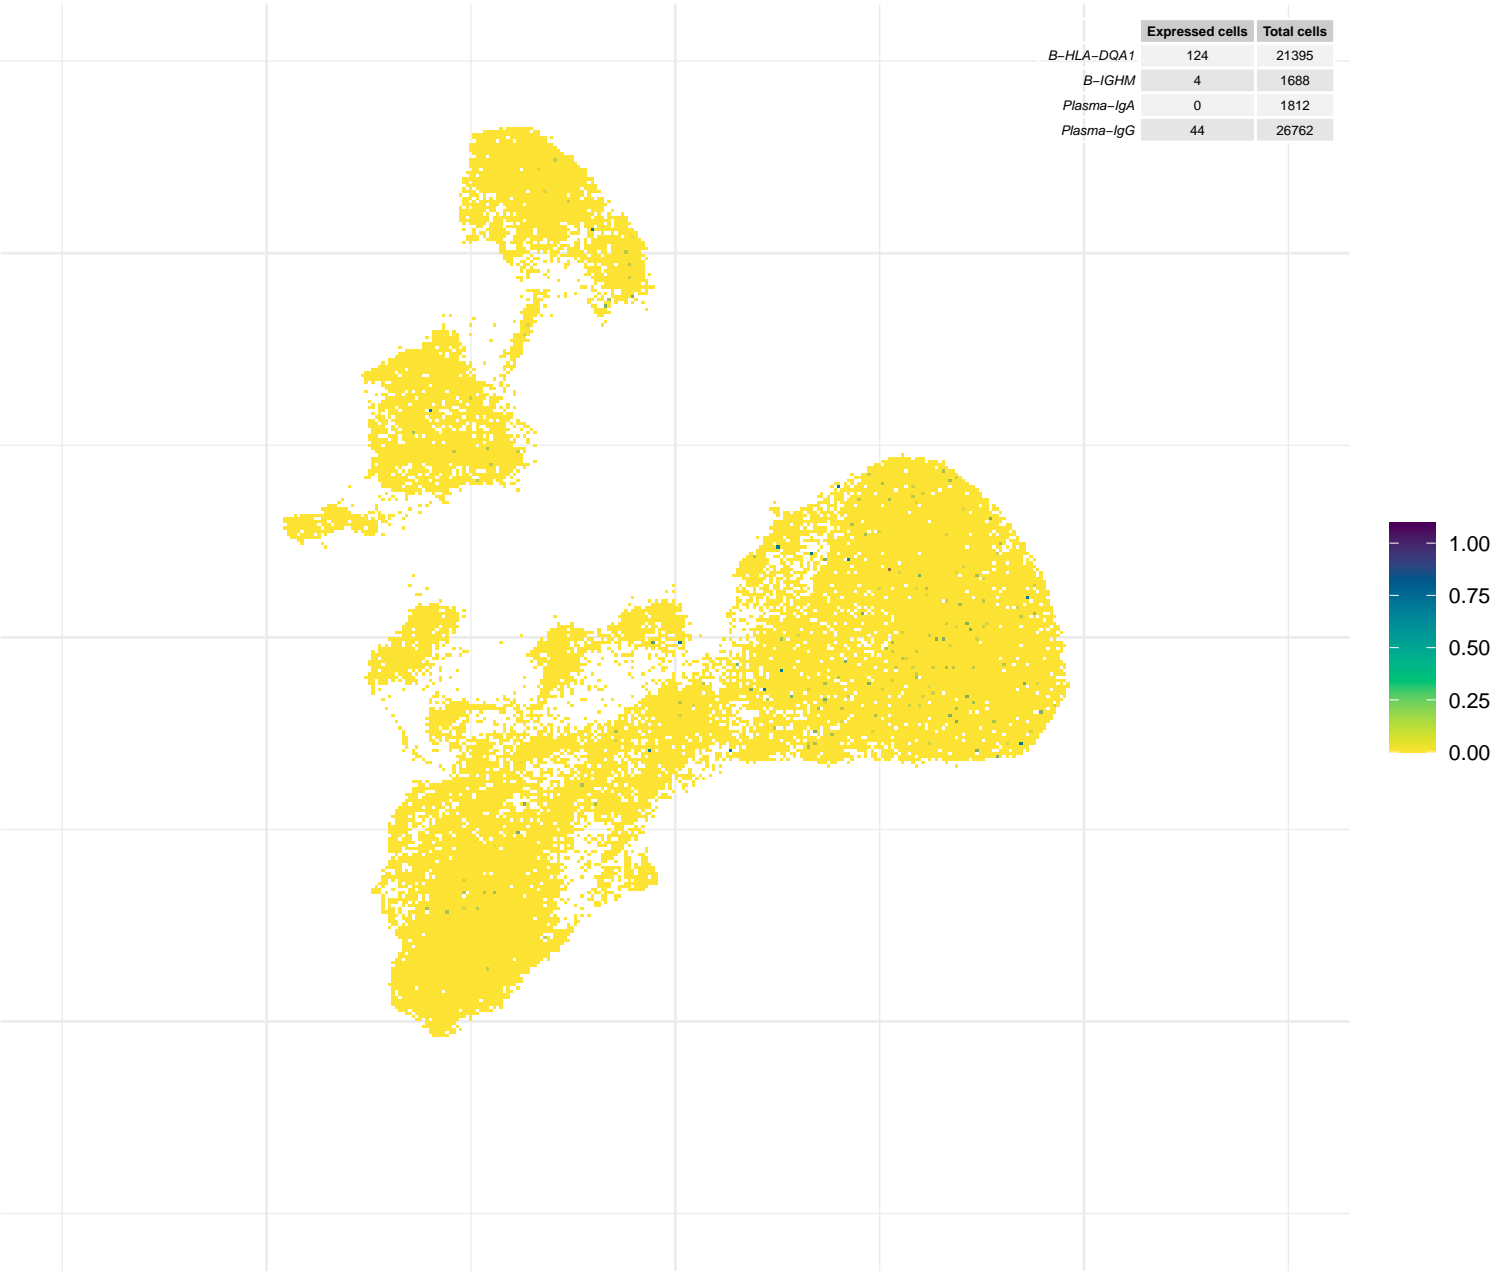 Expressed cells Total cells
B−HLA−DQA1 124 21395
B−IGHM 4 1688
Plasma−IgA 0 1812
Plasma−IgG 44 26762
1.00
0.75
0.50
0.25
0.00